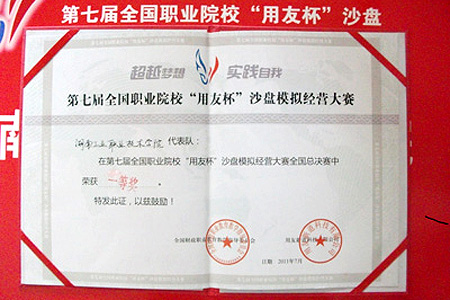 第七届全国职业院校“用友杯”沙盘
超越梦想 实践自我
第七届全国职业院校“用友杯”沙盘模拟经营大赛
湖南工业职业技术学院 代表队:
在第七届全国职业院校“用友杯”沙盘模拟经营大赛全国总决赛中
荣获 一等奖
特发此证，以兹鼓励！
日期 2011年7月
南